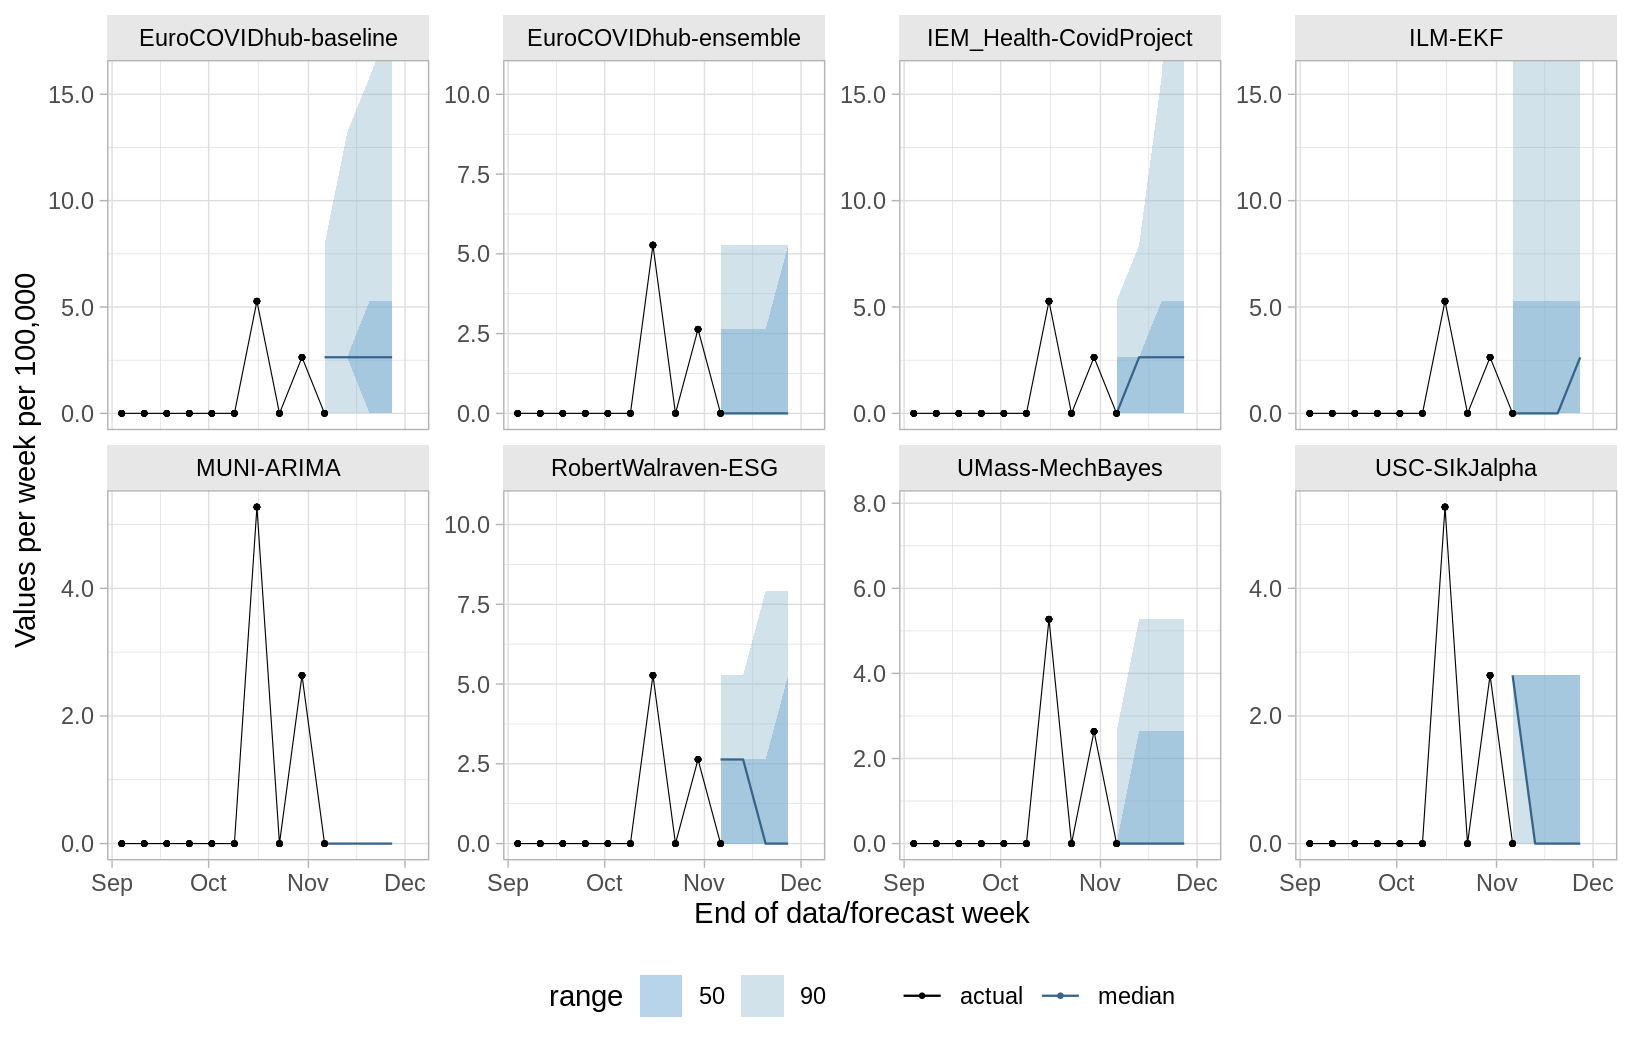 EuroCOVIDhub-baseline EuroCOVIDhub-ensemble IEM_Health-CovidProject ILM-EKF
15.0 10.0 15.0 15.0
10.0 7.5 10.0 10.0
5.0 5.0 5.0 5.0
2.5
0.0 0.0 0.0 0.0
Values per week per 100,000
MUNI-ARIMA RobertWalraven-ESG UMass-MechBayes USC-SIkJalpha
4.0 10.0 8.0 4.0
2.0 7.5 6.0 2.0
5.0 4.0
2.5 2.0
0.0 0.0 0.0 0.0
Sep Oct Nov Dec Sep Oct Nov Dec Sep Oct Nov Dec Sep Oct Nov Dec
End of data/forecast week
range 50 90 actual median